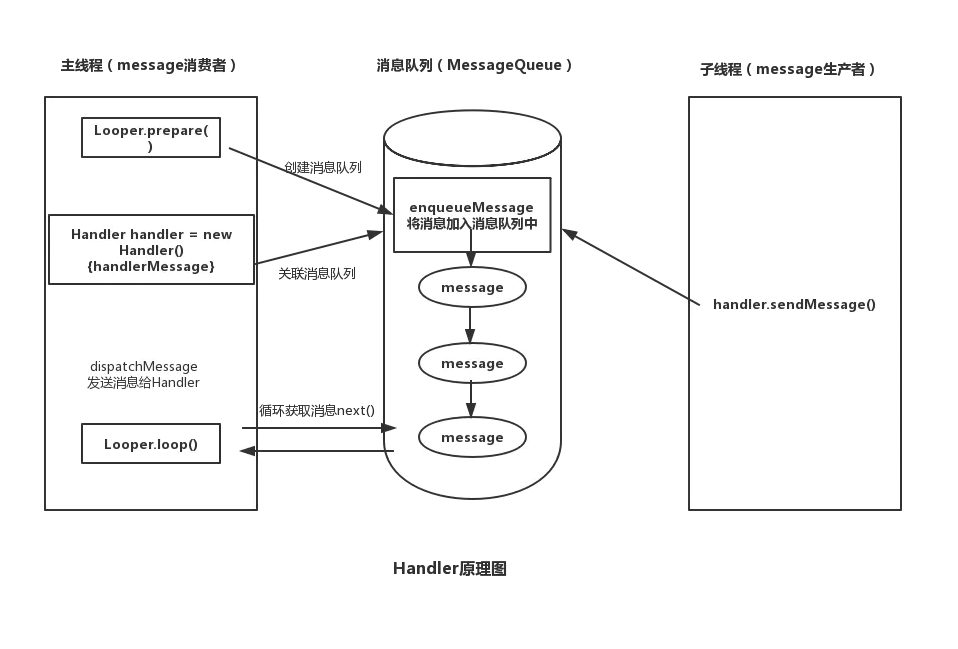 主线程（message消费者）
Looper.prepare(
)
Handler handler = new
Handler()
{handlerMessage}
dispatchMessage
发送消息给Handler
Looper.loop()
创建消息队列
关联消息队列
循环获取消息next()
消息队列（MessageQueue）
enqueueMessage
将消息加入消息队列中
message
message
message
子线程（message生产者）
handler.sendMessage()
Handler原理图